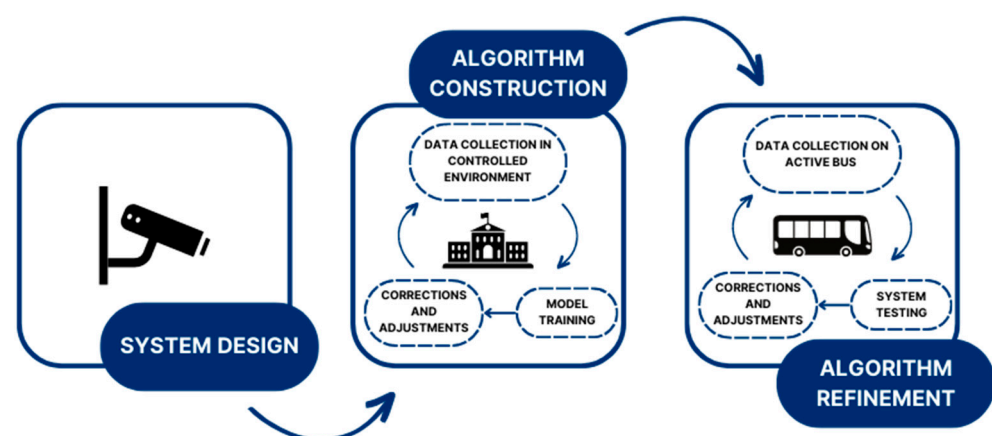 SYSTEM DESIGN
ALGORITHM
CONSTRUCTION
DATA COLLECTION IN
CONTROLLED
ENVIRONMENT
MODEL
TRAINING
CORRECTIONS
AND
ADJUSTMENTS
DATA COLLECTION ON
ACTIVE BUS
SYSTEM
TESTING
CORRECTIONS
AND
ADJUSTMENTS
ALGORITHM
REFINEMENT